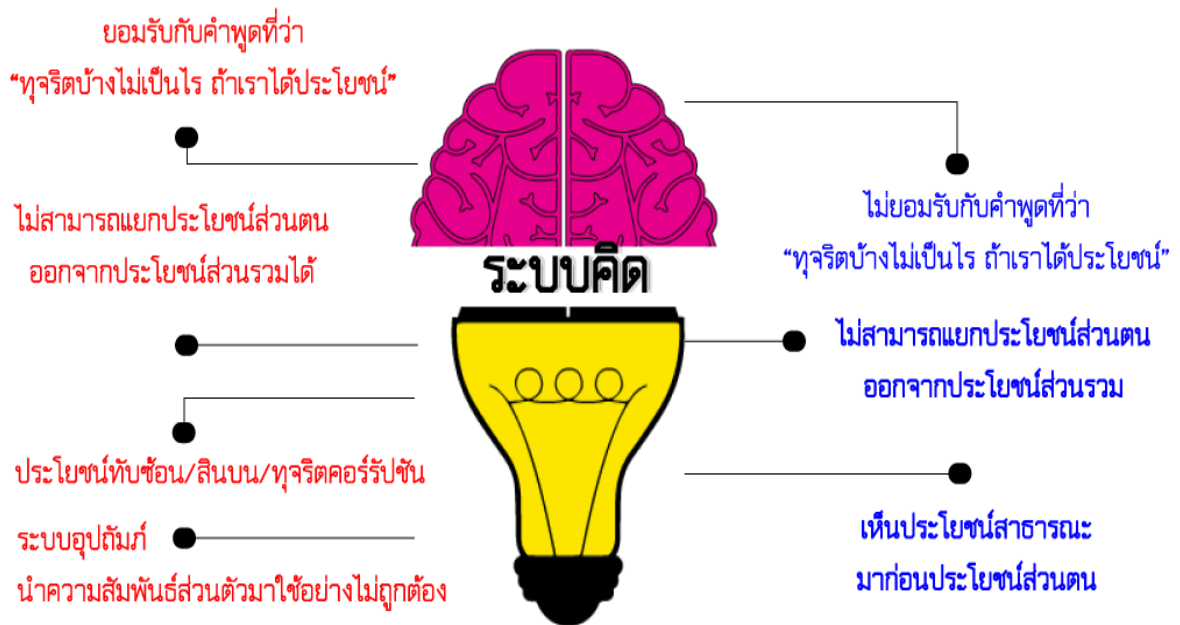 ยอมรับกับคำพูดที่ว่า
“ทุจริตบ้างไม่เป็นไร ถ้าเราได้ประโยชน์”
ไม่สามารถแยกประโยชน์ส่วนตน
ออกจากประโยชน์ส่วนรวมได้
ประโยชน์ทับซ้อน/สินบน/ทุจริตคอร์รัปชัน
ระบบอุปถัมภ์
นำความสัมพันธ์ส่วนตัวมาใช้อย่างไม่ถูกต้อง
ระบบคิด
ไม่ยอมรับกับคำพูดที่ว่า
“ทุจริตบ้างไม่เป็นไร ถ้าเราได้ประโยชน์”
ไม่สามารถแยกประโยชน์ส่วนตน
ออกจากประโยชน์ส่วนรวม
เห็นประโยชน์สาธารณะ
มาก่อนประโยชน์ส่วนตน